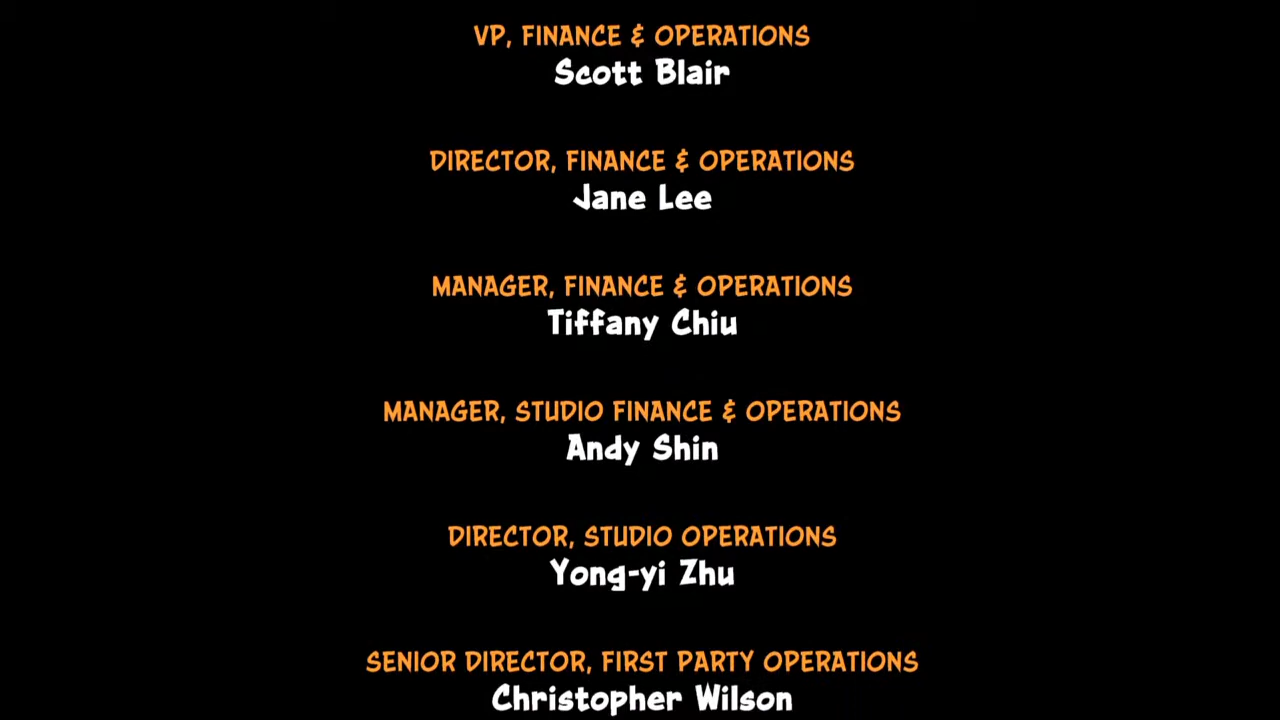 VP, FINANCE & OPERATIONS
Scott Blair
DIRECTOR, FINANCE & OPERATIONS
Jane Lee
MANAGER, FINANCE & OPERATIONS
Tiffany Chiu
MANAGER, STUDIO FINANCE & OPERATIONS
Andy Shin
DIRECTOR, STUDIO OPERATIONS
Yong-yi Zhu
SENIOR DIRECTOR, FIRST PARTY OPERATIONS
Christopher Wilson